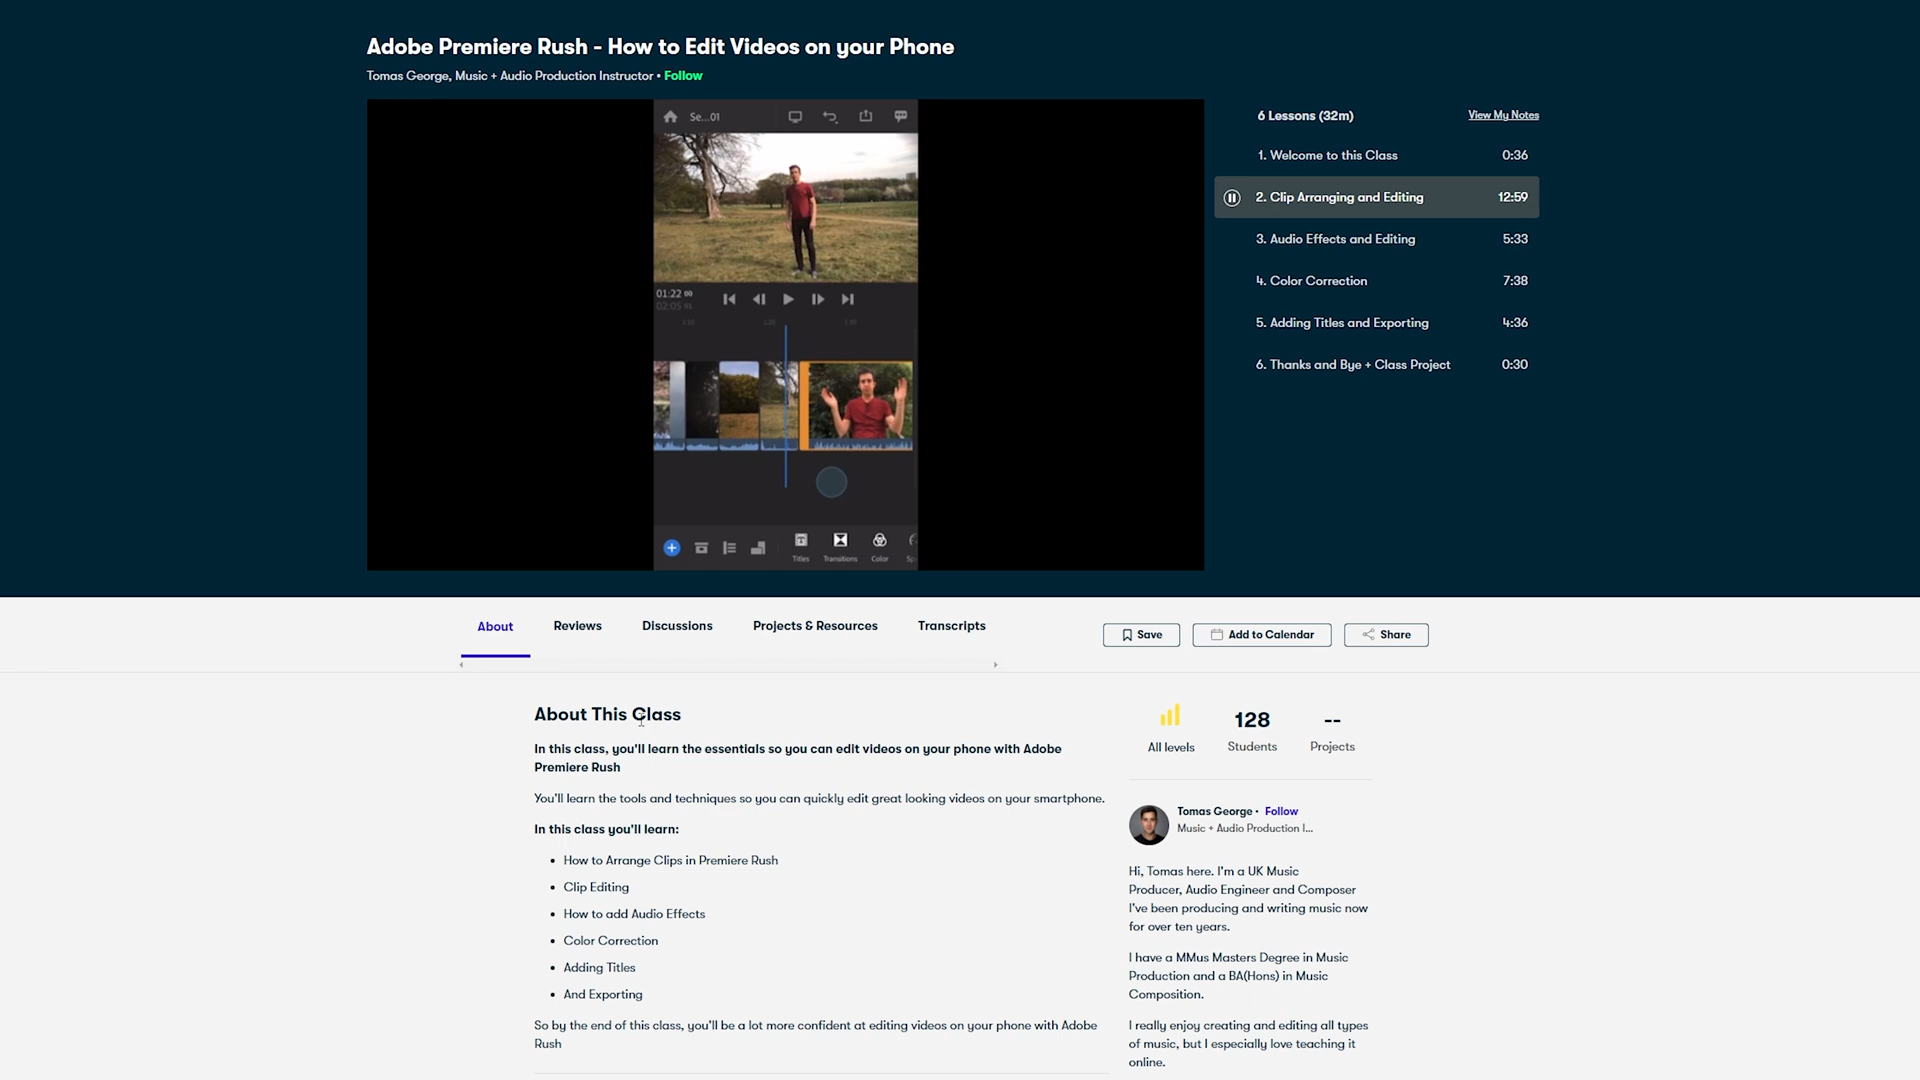 Adobe Premiere Rush - How to Edit Videos on your Phone
Tomas George, Music + Audio Production Instructor • Follow
Se...01
01:22 00
02:05
Titles
Transitions
Color
6 Lessons (32m)
View My Notes
1. Welcome to this Class 0:36
2. Clip Arranging and Editing 12:59
3. Audio Effects and Editing 5:33
4. Color Correction 7:38
5. Adding Titles and Exporting 4:36
6. Thanks and Bye + Class Project 0:30
About Reviews Discussions Projects & Resources Transcripts
Save Add to Calendar Share
About This Class
In this class, you'll learn the essentials so you can edit videos on your phone with Adobe
Premiere Rush
You'll learn the tools and techniques so you can quickly edit great looking videos on your smartphone.
In this class you'll learn:
• How to Arrange Clips in Premiere Rush
• Clip Editing
• How to add Audio Effects
• Color Correction
• Adding Titles
• And Exporting
So by the end of this class, you'll be a lot more confident at editing videos on your phone with Adobe
Rush
128 --
All levels Students Projects
Tomas George • Follow
Music + Audio Production I...
Hi, Tomas here. I'm a UK Music
Producer, Audio Engineer and Composer
I've been producing and writing music now
for over ten years.
I have a MMus Masters Degree in Music
Production and a BA(Hons) in Music
Composition.
I really enjoy creating and editing all types
of music, but I especially love teaching it
online.